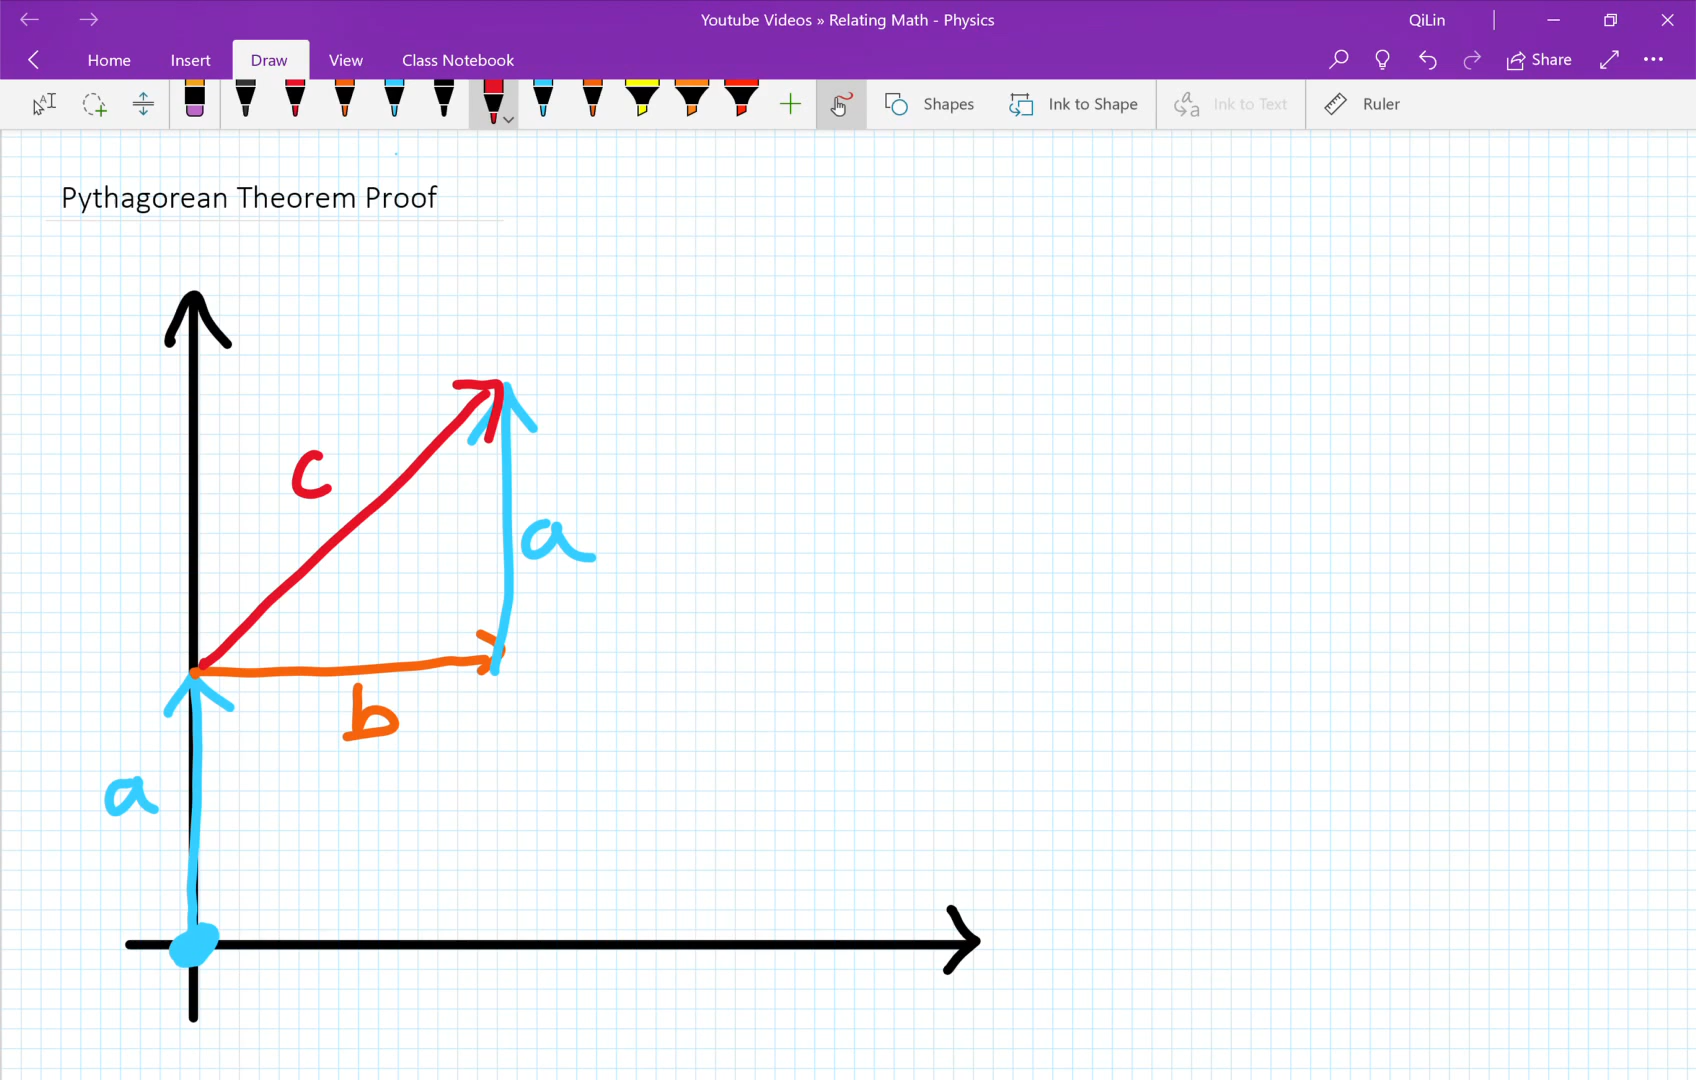 Youtube Videos » Relating Math - Physics
QiLin
Home Insert Draw View Class Notebook
Share
Shapes Ink to Shape Ink to Text Ruler
Pythagorean Theorem Proof
c
a
b
a